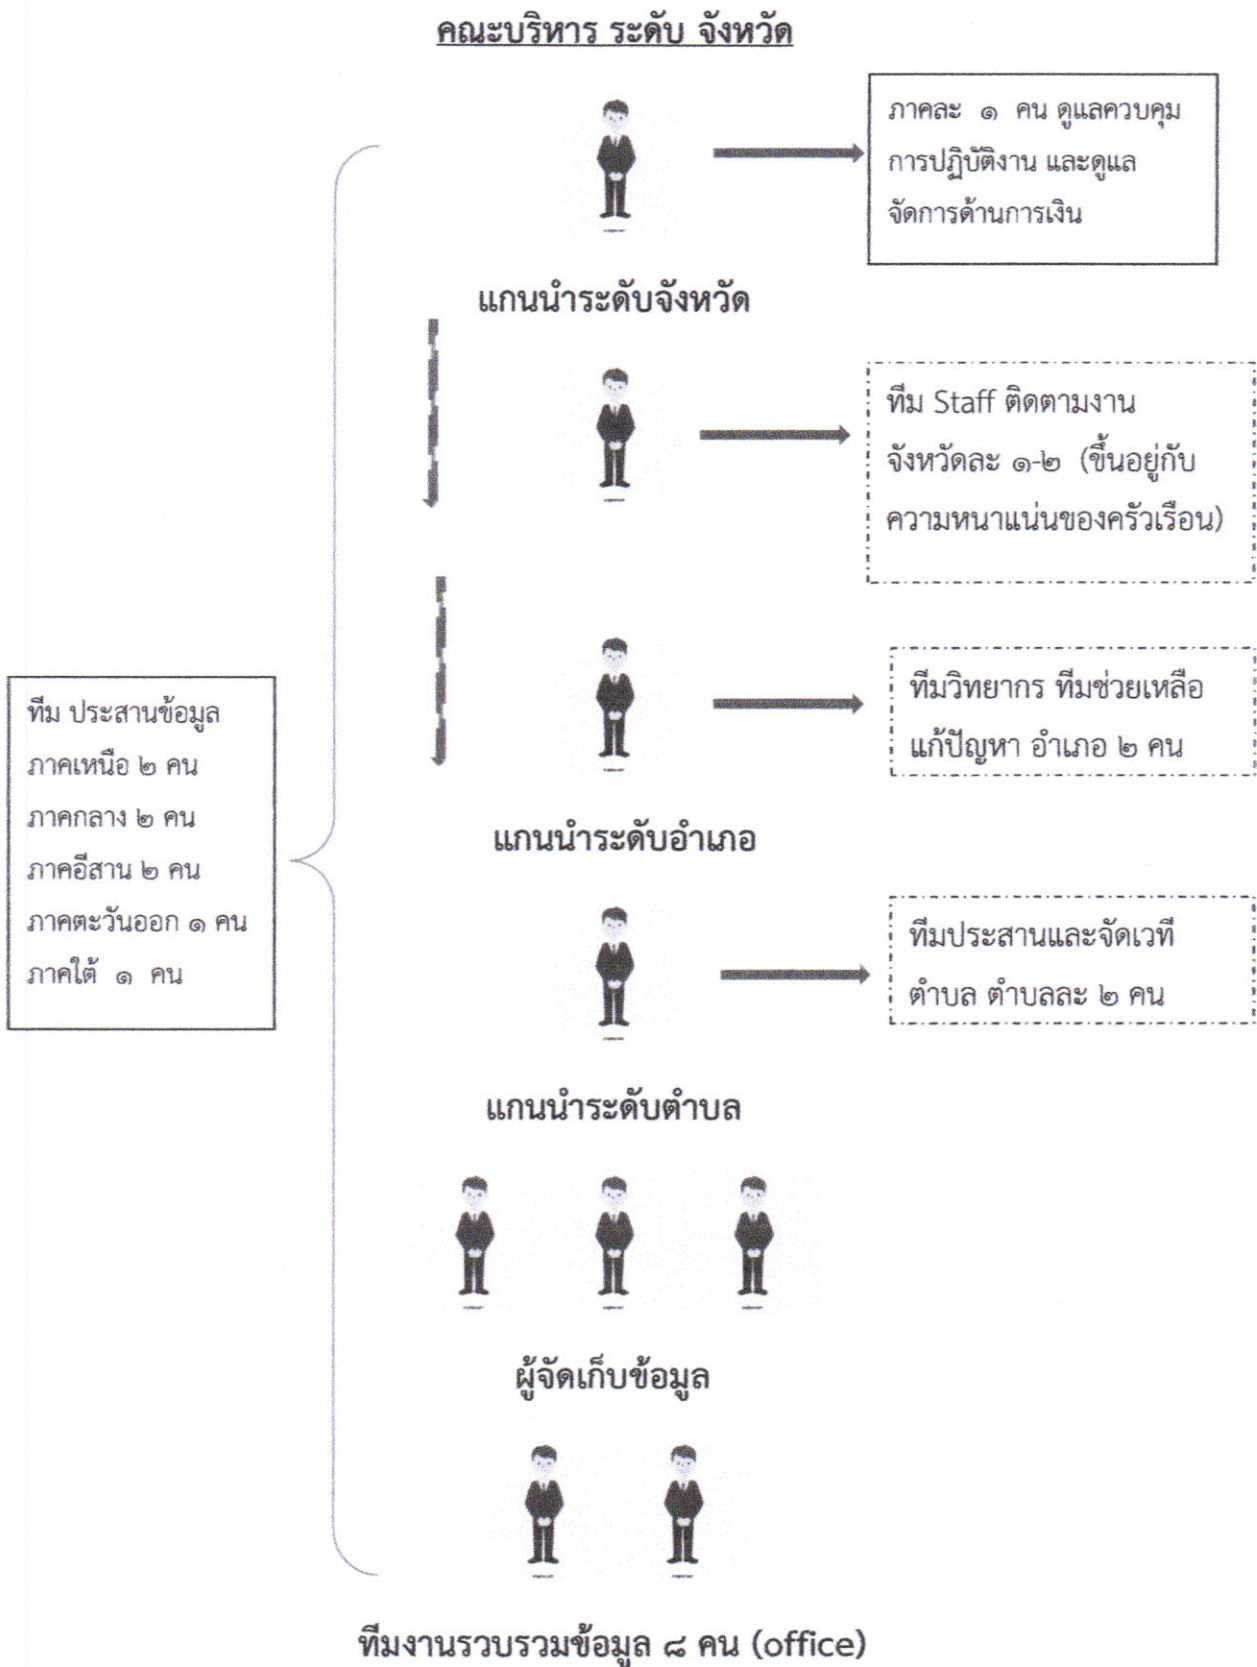 คณะบริหาร ระดับ จังหวัด
ภาคละ ๑ คน ดูแลควบคุม
การปฏิบัติงาน และดูแล
จัดการด้านการเงิน
แกนนำระดับจังหวัด
ทีม Staff ติดตามงาน
จังหวัดละ ๑-๒ (ขึ้นอยู่กับ
ความหนาแน่นของครัวเรือน)
ทีมวิทยากร ทีมช่วยเหลือ
แก้ปัญหา อำเภอ ๒ คน
ทีม ประสานข้อมูล
ภาคเหนือ ๒ คน
ภาคกลาง ๒ คน
ภาคอีสาน ๒ คน
ภาคตะวันออก ๑ คน
ภาคใต้ ๑ คน
แกนนำระดับอำเภอ
ทีมประสานและจัดเวที
ตำบล ตำบลละ ๒ คน
แกนนำระดับตำบล
ผู้จัดเก็บข้อมูล
ทีมงานรวบรวมข้อมูล ๘ คน (office)